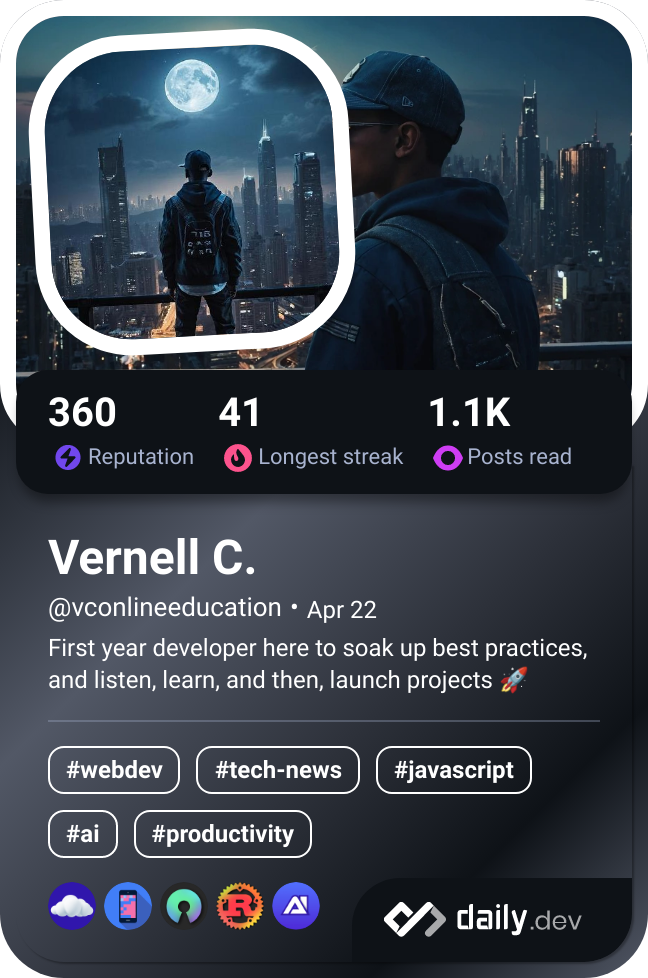 360
41
1.1K
Reputation
Longest streak
Posts read
Vernell C.
@vconlineeducation • Apr 22
First year developer here to soak up best practices,
and listen, learn, and then, launch projects 🚀
#webdev
#tech-news
#javascript
#ai
#productivity
R
daily.dev